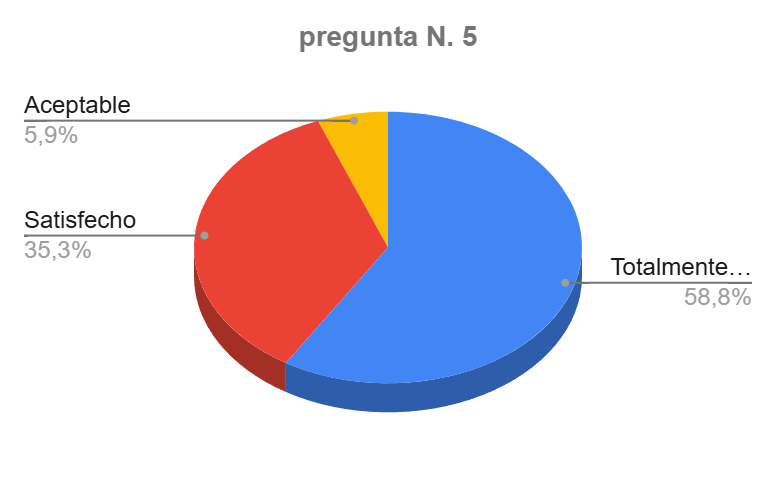 pregunta N. 5
Aceptable
5,9%
Satisfecho
35,3%
Totalmente…
58,8%